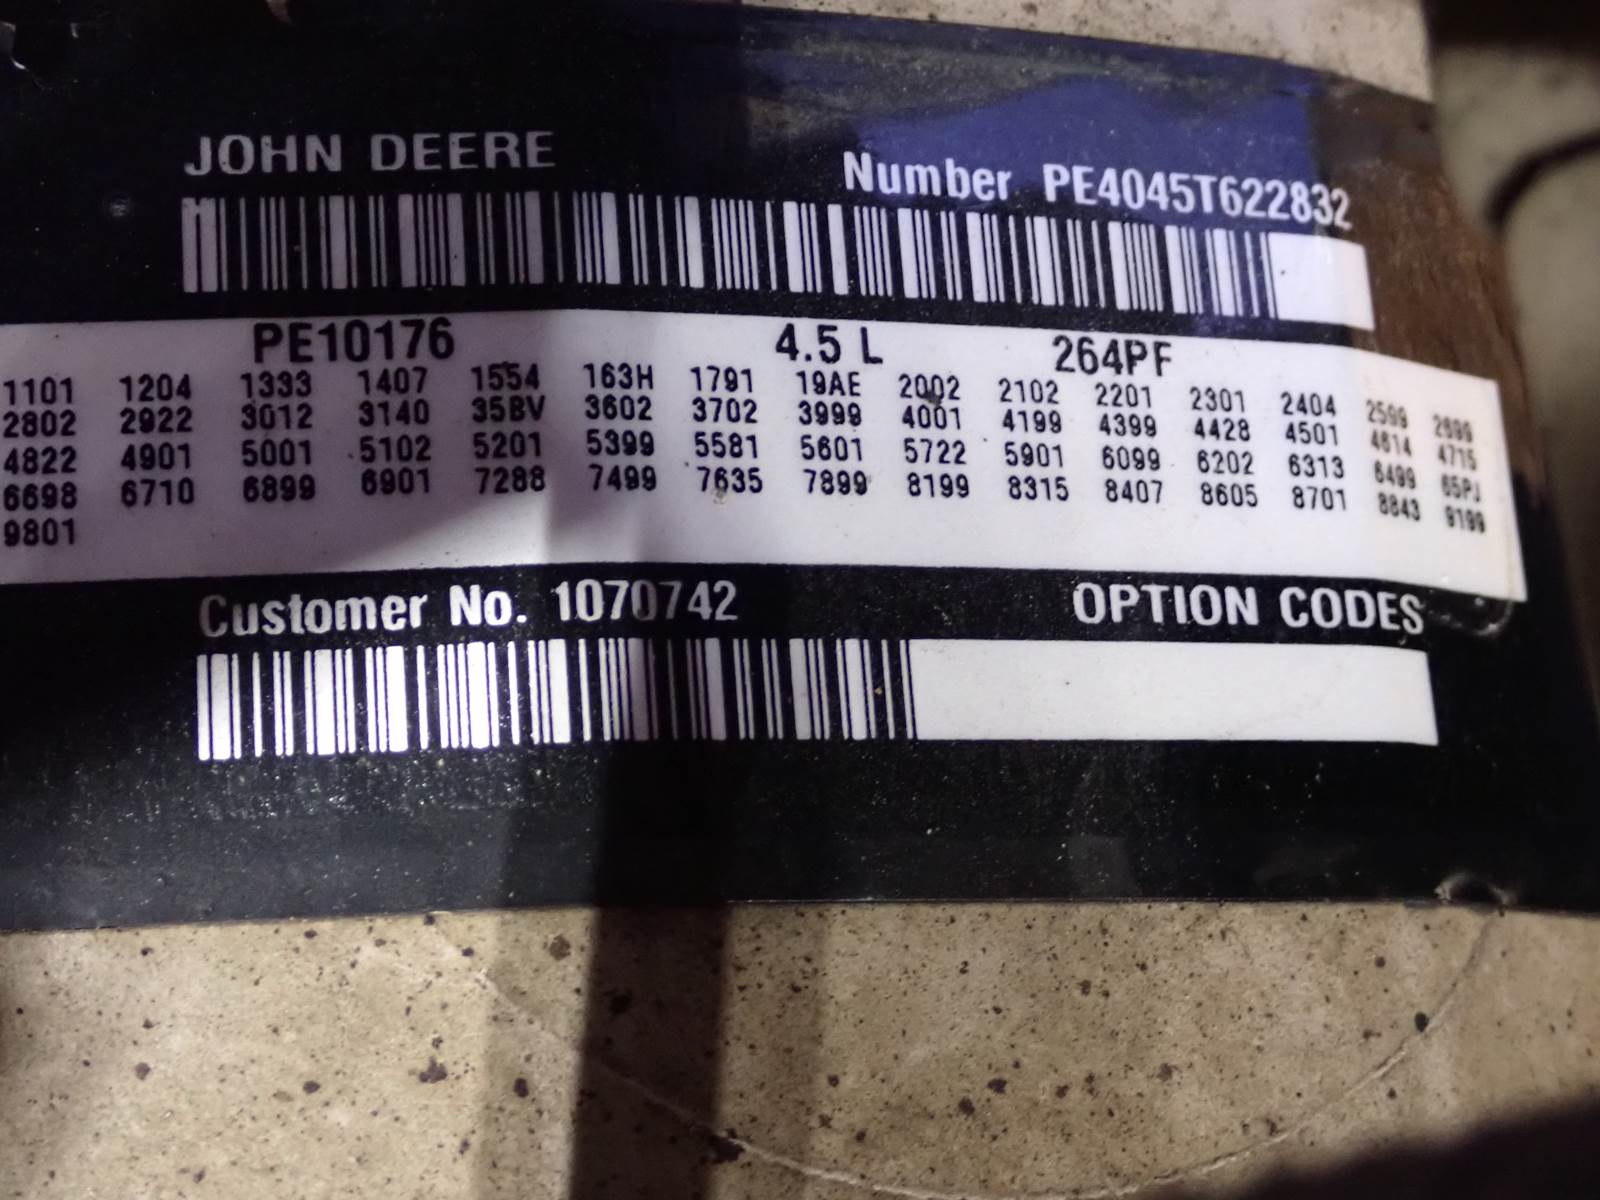 JOHN DEERE
Number PE4045T622832
PE10176 4.5 L 264PF
1101 1204 1333 1407 1554 163H 1791 19AE 2002 2102 2201 2301 2404 2599 2699
2802 2922 3012 3140 35BV 3602 3702 3999 4001 4199 4399 4428 4501 4614 4715
4822 4901 5001 5102 5201 5399 5581 5601 5722 5901 6099 6202 6313 6499 65PJ
6698 6710 6899 6901 7288 7499 7635 7899 8199 8315 8407 8605 8701 8843 9199
9801
Customer No. 1070742
OPTION CODES